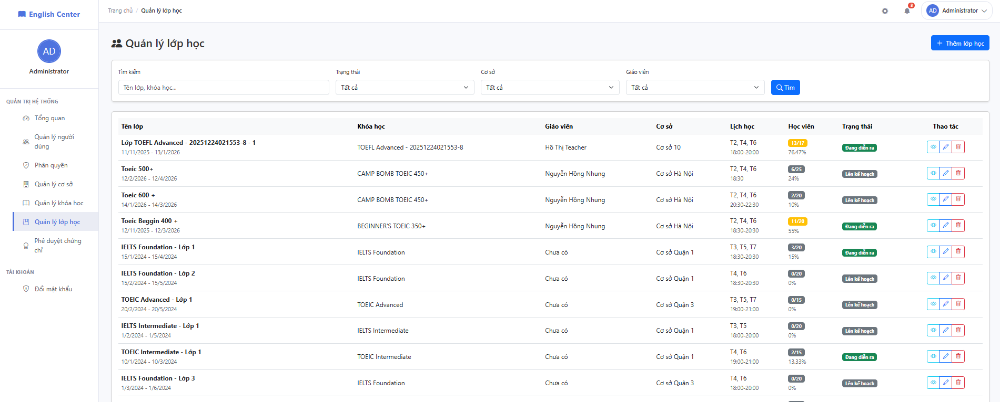 English Center
Trang chủ / Quản lý lớp học
3
AD Administrator
AD
Administrator
QUẢN TRỊ HỆ THỐNG
Tổng quan
Quản lý người
dùng
Phân quyền
Quản lý cơ sở
Quản lý khóa học
Quản lý lớp học
Phê duyệt chứng
chỉ
TÀI KHOẢN
Đổi mật khẩu
Quản lý lớp học
+ Thêm lớp học
Tìm kiếm Trạng thái Cơ sở Giáo viên
Tên lớp, khóa học... Tất cả Tất cả Tất cả Tìm
Tên lớp Khóa học Giáo viên Cơ sở Lịch học Học viên Trạng thái Thao tác
Lớp TOEFL Advanced - 20251224021553-8 - 1 T2, T4, T6 13/17
TOEFL Advanced - 20251224021553-8 Hồ Thị Teacher Cơ sở 10 Đang diễn ra
11/11/2025 - 13/1/2026 18:00-20:00 76.47%
Toeic 500+ T2, T4, T6 6/25
CAMP BOMB TOEIC 450+ Nguyễn Hồng Nhung Cơ sở Hà Nội Lên kế hoạch
12/2/2026 - 12/4/2026 18:30 24%
Toeic 600 + T2, T4, T6 2/20
CAMP BOMB TOEIC 450+ Nguyễn Hồng Nhung Cơ sở Hà Nội Lên kế hoạch
14/1/2026 - 14/3/2026 20:30-22:30 10%
Toeic Beggin 400 + T2, T4, T6 11/20
BEGINNER'S TOEIC 350+ Nguyễn Hồng Nhung Cơ sở Hà Nội Đang diễn ra
12/11/2025 - 12/3/2026 18:30-20:30 55%
IELTS Foundation - Lớp 1 T3, T5, T7 3/20
IELTS Foundation Chưa có Cơ sở Quận 1 Đang diễn ra
15/1/2024 - 15/4/2024 18:30-20:30 15%
IELTS Foundation - Lớp 2 T4, T6 0/20
IELTS Foundation Chưa có Cơ sở Quận 1 Lên kế hoạch
15/2/2024 - 15/5/2024 18:30-20:30 0%
TOEIC Advanced - Lớp 1 T3, T5, T7 0/15
TOEIC Advanced Chưa có Cơ sở Quận 3 Lên kế hoạch
20/2/2024 - 20/5/2024 19:00-21:00 0%
IELTS Intermediate - Lớp 1 T3, T5 0/20
IELTS Intermediate Chưa có Cơ sở Quận 1 Lên kế hoạch
1/2/2024 - 1/5/2024 18:00-20:00 0%
TOEIC Intermediate - Lớp 1 T4, T6 2/15
TOEIC Intermediate Chưa có Cơ sở Quận 1 Đang diễn ra
10/1/2024 - 10/3/2024 19:00-21:00 13.33%
IELTS Foundation - Lớp 3 T4, T6 0/20
IELTS Foundation Chưa có Cơ sở Quận 3 Lên kế hoạch
1/3/2024 - 1/6/2024 18:00-20:00 0%